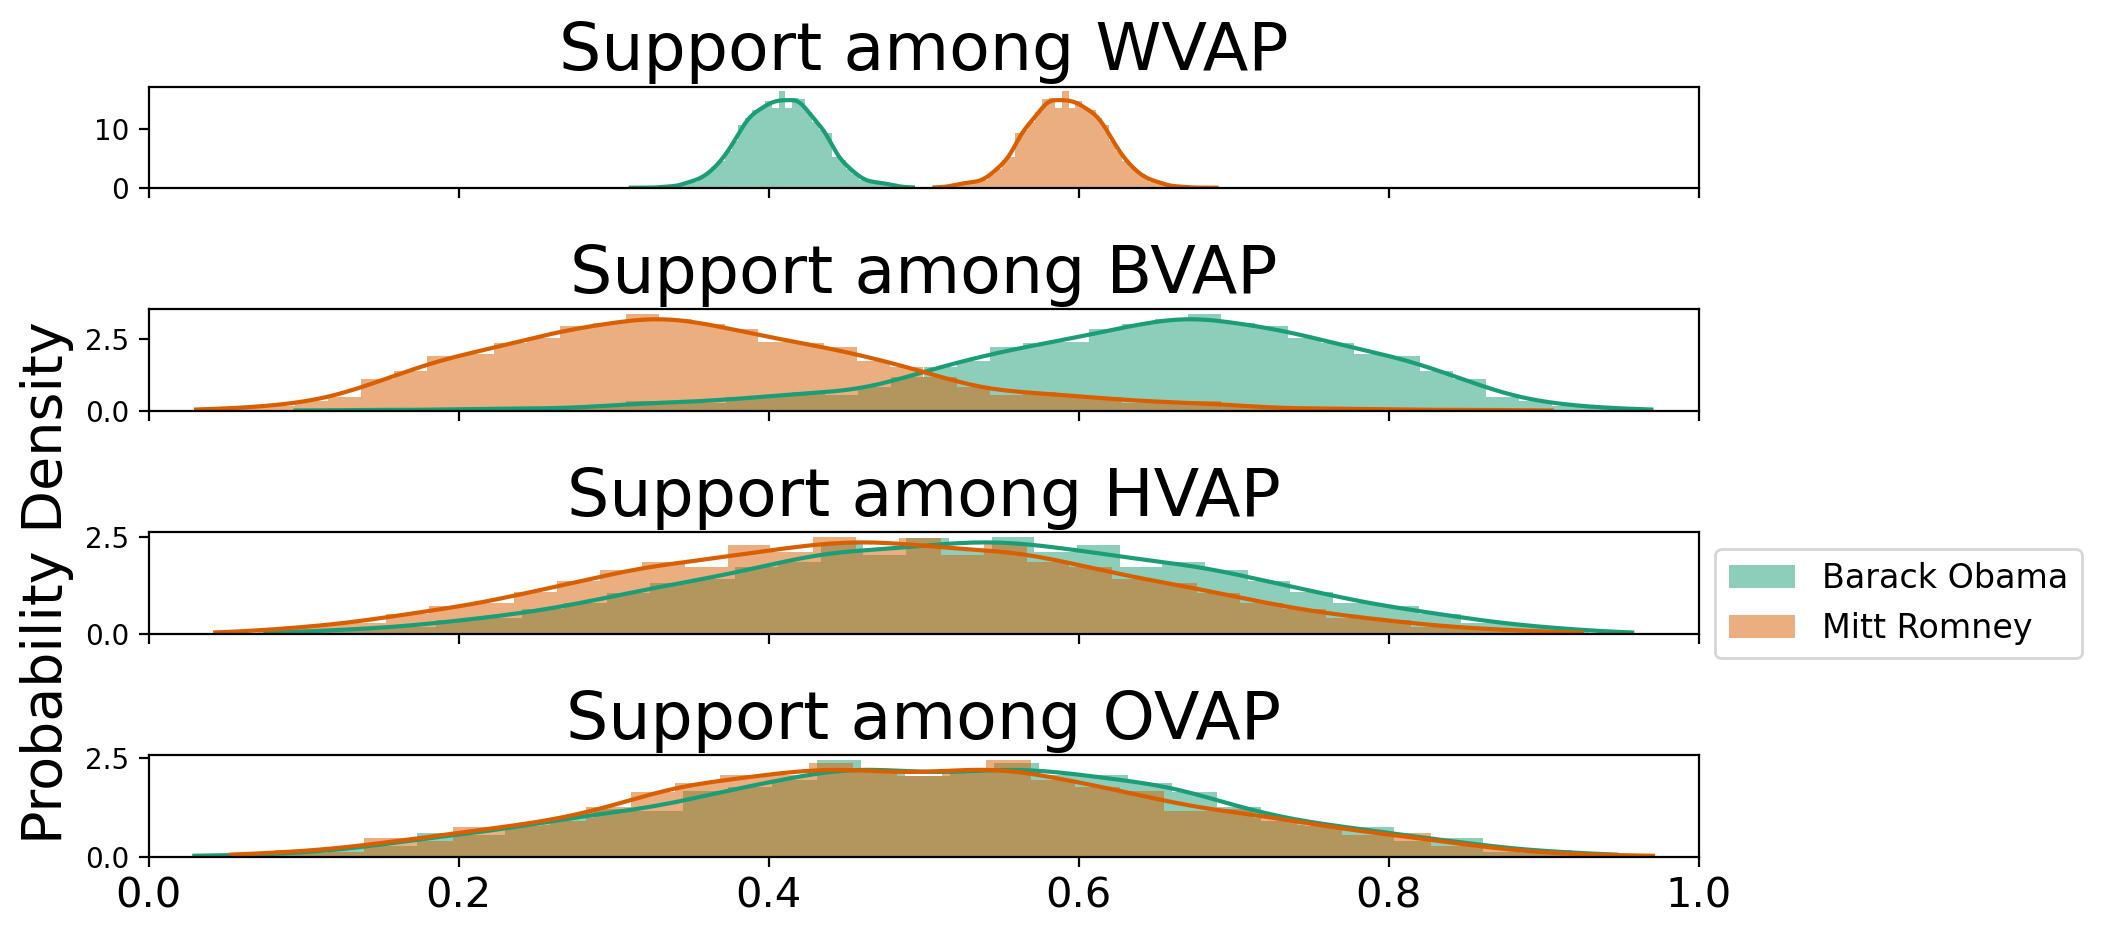 Support among WVAP
10
0
Support among BVAP
2.5
0.0
Support among HVAP
2.5
0.0
Support among OVAP
2.5
0.0
0.0 0.2 0.4 0.6 0.8 1.0
Probability Density
Barack Obama
Mitt Romney